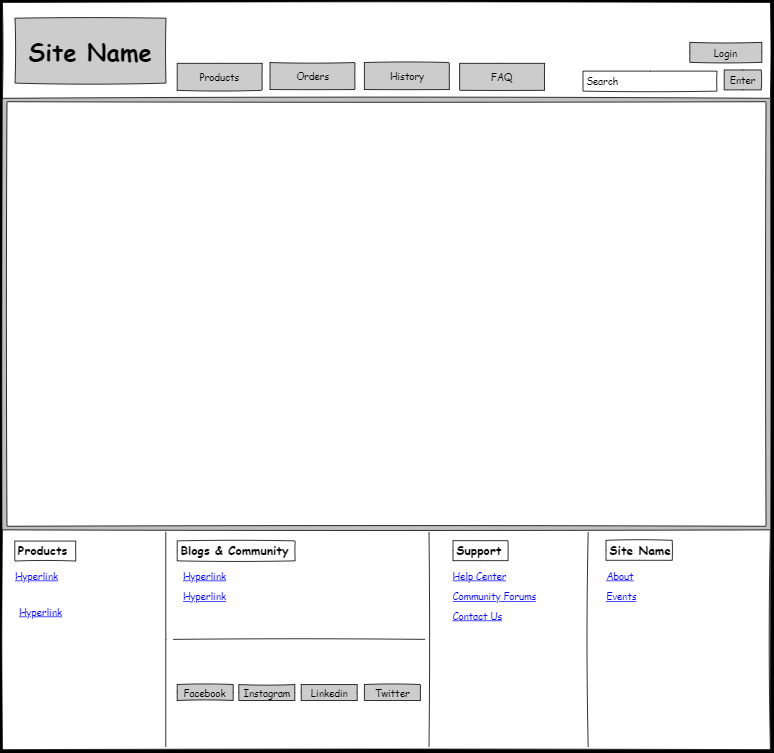 Site Name
Products
Orders
History
FAQ
Login
Search
Enter
Products
Hyperlink
Hyperlink
Blogs & Community
Hyperlink
Hyperlink
Facebook
Instagram
Linkedin
Twitter
Support
Help Center
Community Forums
Contact Us
Site Name
About
Events